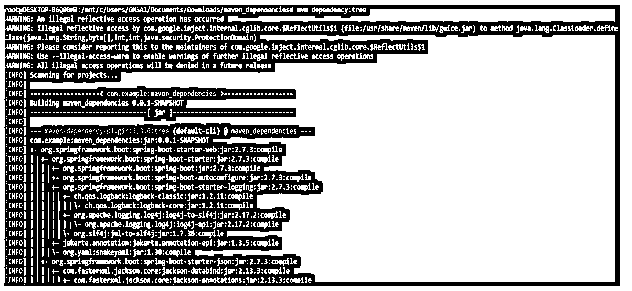 root@DESKTOP-B6Q00M8:/mnt/c/Users/OMSAI/Documents/Downloads/maven_dependencies# mvn dependency:tree
WARNING: An illegal reflective access operation has occurred
WARNING: Illegal reflective access by com.google.inject.internal.cglib.core.$ReflectUtils$1 (file:/usr/share/maven/lib/guice.jar) to method java.lang.ClassLoader.define
Class(java.lang.String,byte[],int,int,java.security.ProtectionDomain)
WARNING: Please consider reporting this to the maintainers of com.google.inject.internal.cglib.core.$ReflectUtils$1
WARNING: Use --illegal-access=warn to enable warnings of further illegal reflective access operations
WARNING: All illegal access operations will be denied in a future release
[INFO] Scanning for projects...
[INFO]
[INFO] ------------------< com.example:maven_dependencies >-------------------
[INFO] Building maven_dependencies 0.0.1-SNAPSHOT
[INFO] --------------------------------[ jar ]---------------------------------
[INFO]
[INFO] --- maven-dependency-plugin:3.3.0:tree (default-cli) @ maven_dependencies ---
[INFO] com.example:maven_dependencies:jar:0.0.1-SNAPSHOT
[INFO] +- org.springframework.boot:spring-boot-starter-web:jar:2.7.3:compile
[INFO] | +- org.springframework.boot:spring-boot-starter:jar:2.7.3:compile
[INFO] | | +- org.springframework.boot:spring-boot:jar:2.7.3:compile
[INFO] | | +- org.springframework.boot:spring-boot-autoconfigure:jar:2.7.3:compile
[INFO] | | +- org.springframework.boot:spring-boot-starter-logging:jar:2.7.3:compile
[INFO] | | | +- ch.qos.logback:logback-classic:jar:1.2.11:compile
[INFO] | | | | \- ch.qos.logback:logback-core:jar:1.2.11:compile
[INFO] | | | +- org.apache.logging.log4j:log4j-to-slf4j:jar:2.17.2:compile
[INFO] | | | | \- org.apache.logging.log4j:log4j-api:jar:2.17.2:compile
[INFO] | | | \- org.slf4j:jul-to-slf4j:jar:1.7.36:compile
[INFO] | | +- jakarta.annotation:jakarta.annotation-api:jar:1.3.5:compile
[INFO] | | \- org.yaml:snakeyaml:jar:1.30:compile
[INFO] | +- org.springframework.boot:spring-boot-starter-json:jar:2.7.3:compile
[INFO] | | +- com.fasterxml.jackson.core:jackson-databind:jar:2.13.3:compile
[INFO] | | | +- com.fasterxml.jackson.core:jackson-annotations:jar:2.13.3:compile